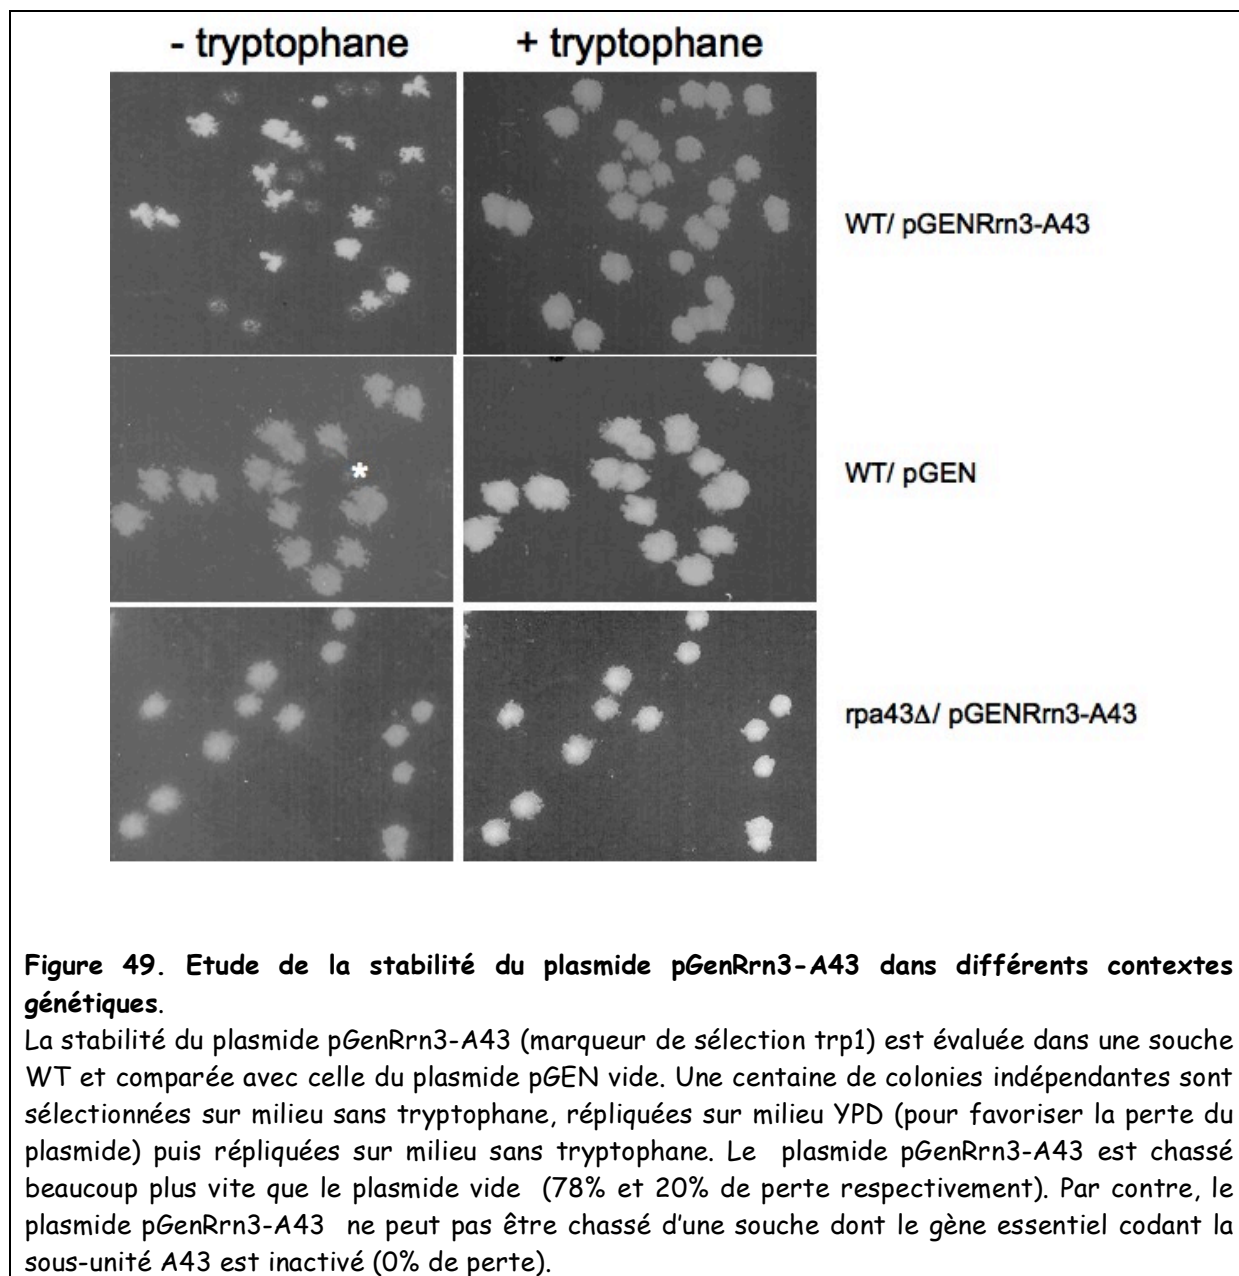 - tryptophane + tryptophane
WT/ pGENRrn3-A43
*
WT/ pGEN
rpa43Δ/ pGENRrn3-A43
Figure 49. Etude de la stabilité du plasmide pGenRrn3-A43 dans différents contextes
génétiques.
La stabilité du plasmide pGenRrn3-A43 (marqueur de sélection trp1) est évaluée dans une souche
WT et comparée avec celle du plasmide pGEN vide. Une centaine de colonies indépendantes sont
sélectionnées sur milieu sans tryptophane, répliquées sur milieu YPD (pour favoriser la perte du
plasmide) puis répliquées sur milieu sans tryptophane. Le plasmide pGenRrn3-A43 est chassé
beaucoup plus vite que le plasmide vide (78% et 20% de perte respectivement). Par contre, le
plasmide pGenRrn3-A43 ne peut pas être chassé d'une souche dont le gène essentiel codant la
sous-unité A43 est inactivé (0% de perte).